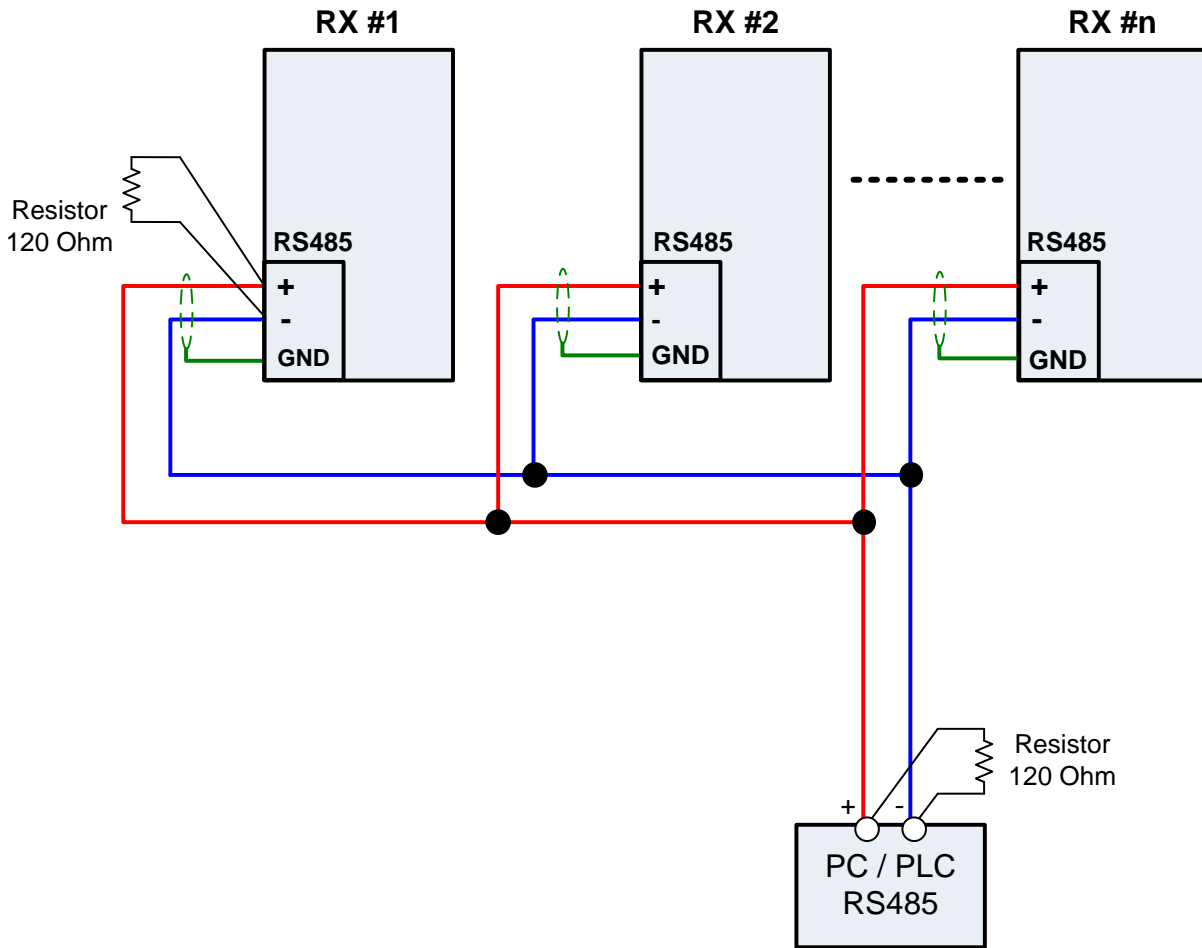 RX #1
RX #2
RX #n
Resistor
120 Ohm
RS485
+
-
GND
RS485
+
-
GND
RS485
+
-
GND
Resistor
120 Ohm
+ -
PC / PLC
RS485